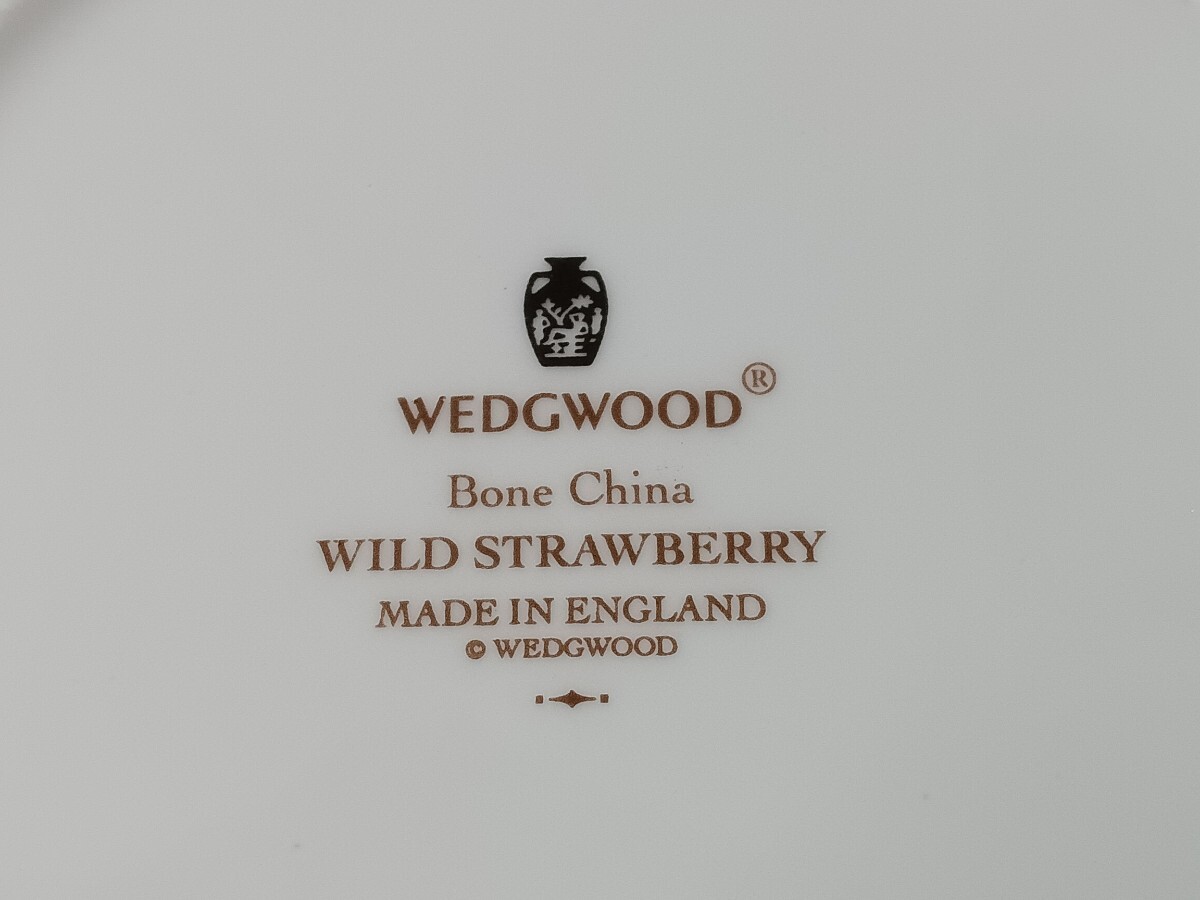 WEDGWOOD®
Bone China
WILD STRAWBERRY
MADE IN ENGLAND
© WEDGWOOD